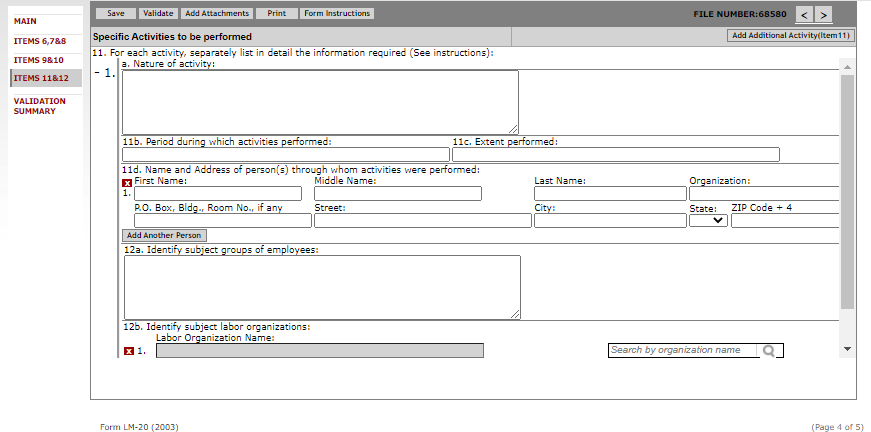 MAIN
ITEMS 6,7&8
ITEMS 9&10
ITEMS 11&12
VALIDATION
SUMMARY
Save Validate Add Attachments Print Form Instructions FILE NUMBER:68580 < >
Specific Activities to be performed Add Additional Activity(Item11)
11. For each activity, separately list in detail the information required (See instructions):
a. Nature of activity:
- 1.
11b. Period during which activities performed: 11c. Extent performed:
11d. Name and Address of person(s) through whom activities were performed:
x First Name: Middle Name: Last Name: Organization:
1.
P.O. Box, Bldg., Room No., if any Street: City: State: ZIP Code + 4
Add Another Person
12a. Identify subject groups of employees:
12b. Identify subject labor organizations:
Labor Organization Name:
x 1. Search by organization name
Form LM-20 (2003) (Page 4 of 5)